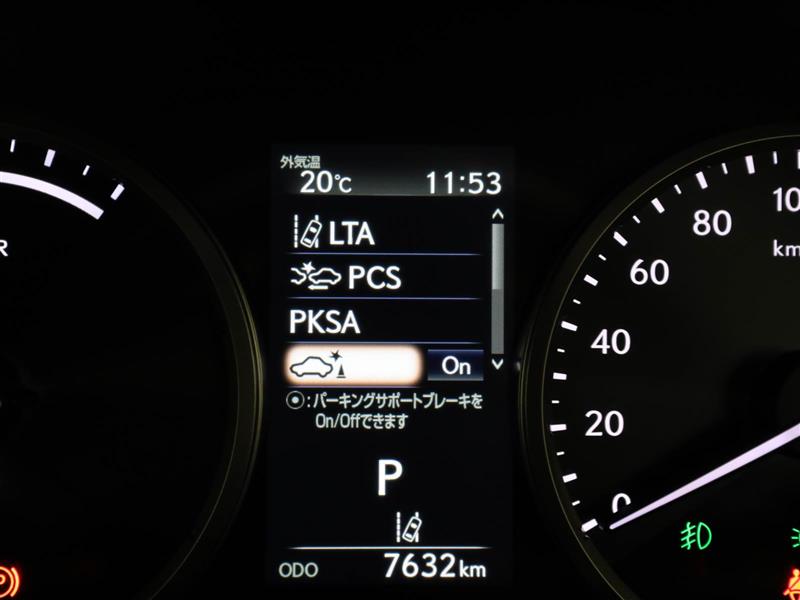 外気温
20℃ 11:53
LTA
PCS
PKSA
On
:パーキングサポートブレーキを
On/Offできます
P
ODO 7632km
R
10
km
80
60
40
20
0